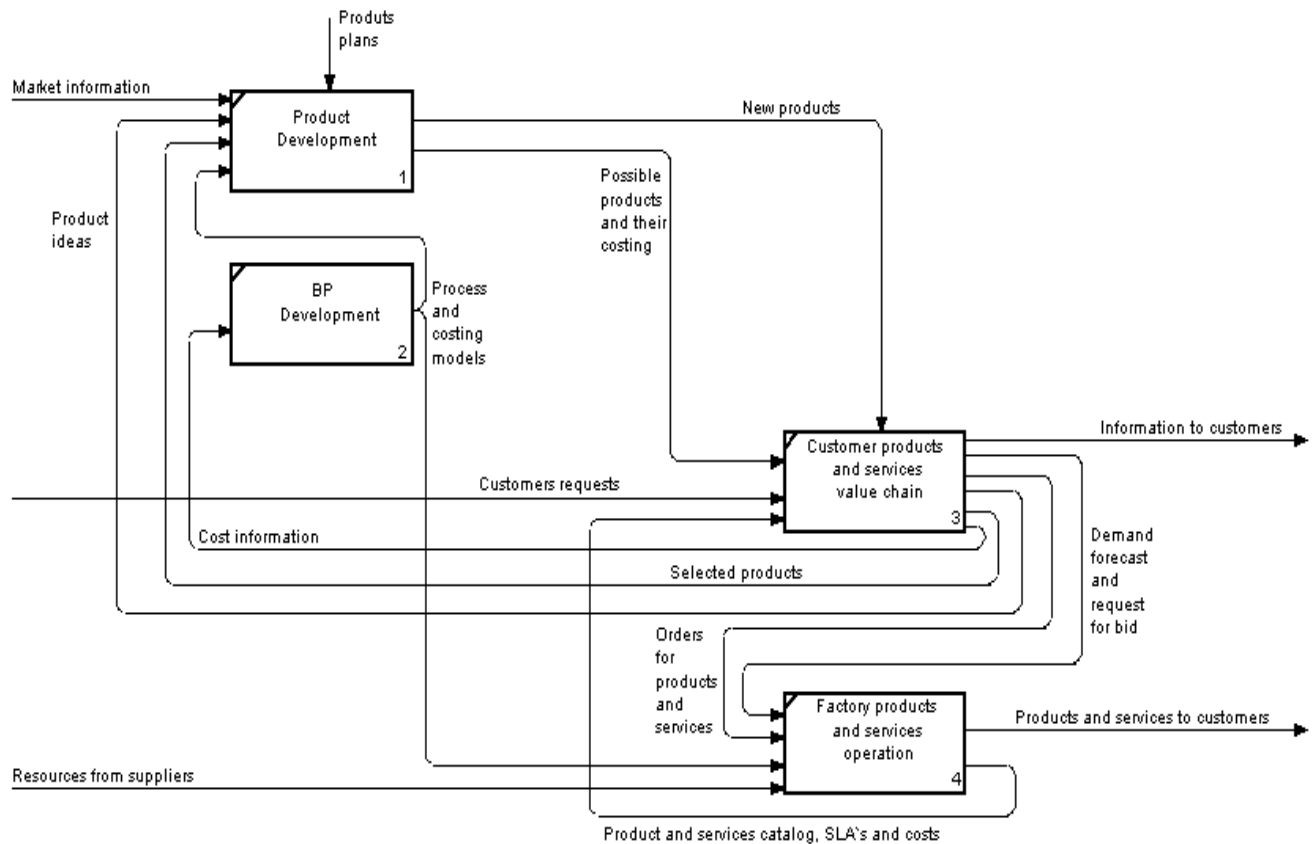 Produts
plans
Market information
Product
Development
1
New products
Possible
products
and their
costing
Product
ideas
BP
Development
2
Process
and
costing
models
Customer products
and services
value chain
3
Information to customers
Customers requests
Cost information
Selected products
Demand
forecast
and
request
for bid
Orders
for
products
and
services
Factory products
and services
operation
4
Products and services to customers
Resources from suppliers
Product and services catalog, SLA`s and costs